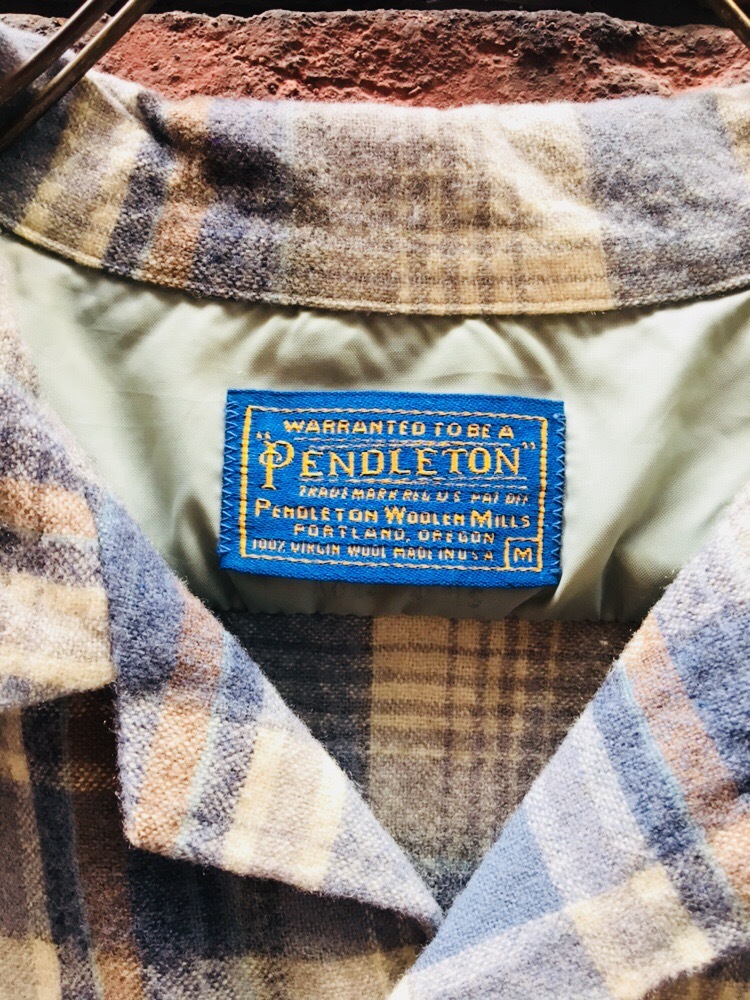 WARRANTED TO BE A
"PENDLETON"
TRADE MARK REG U.S. PAT OFF.
PENDLETON WOOLEN MILLS
PORTLAND, OREGON
100% VIRGIN WOOL MADE IN U S A M